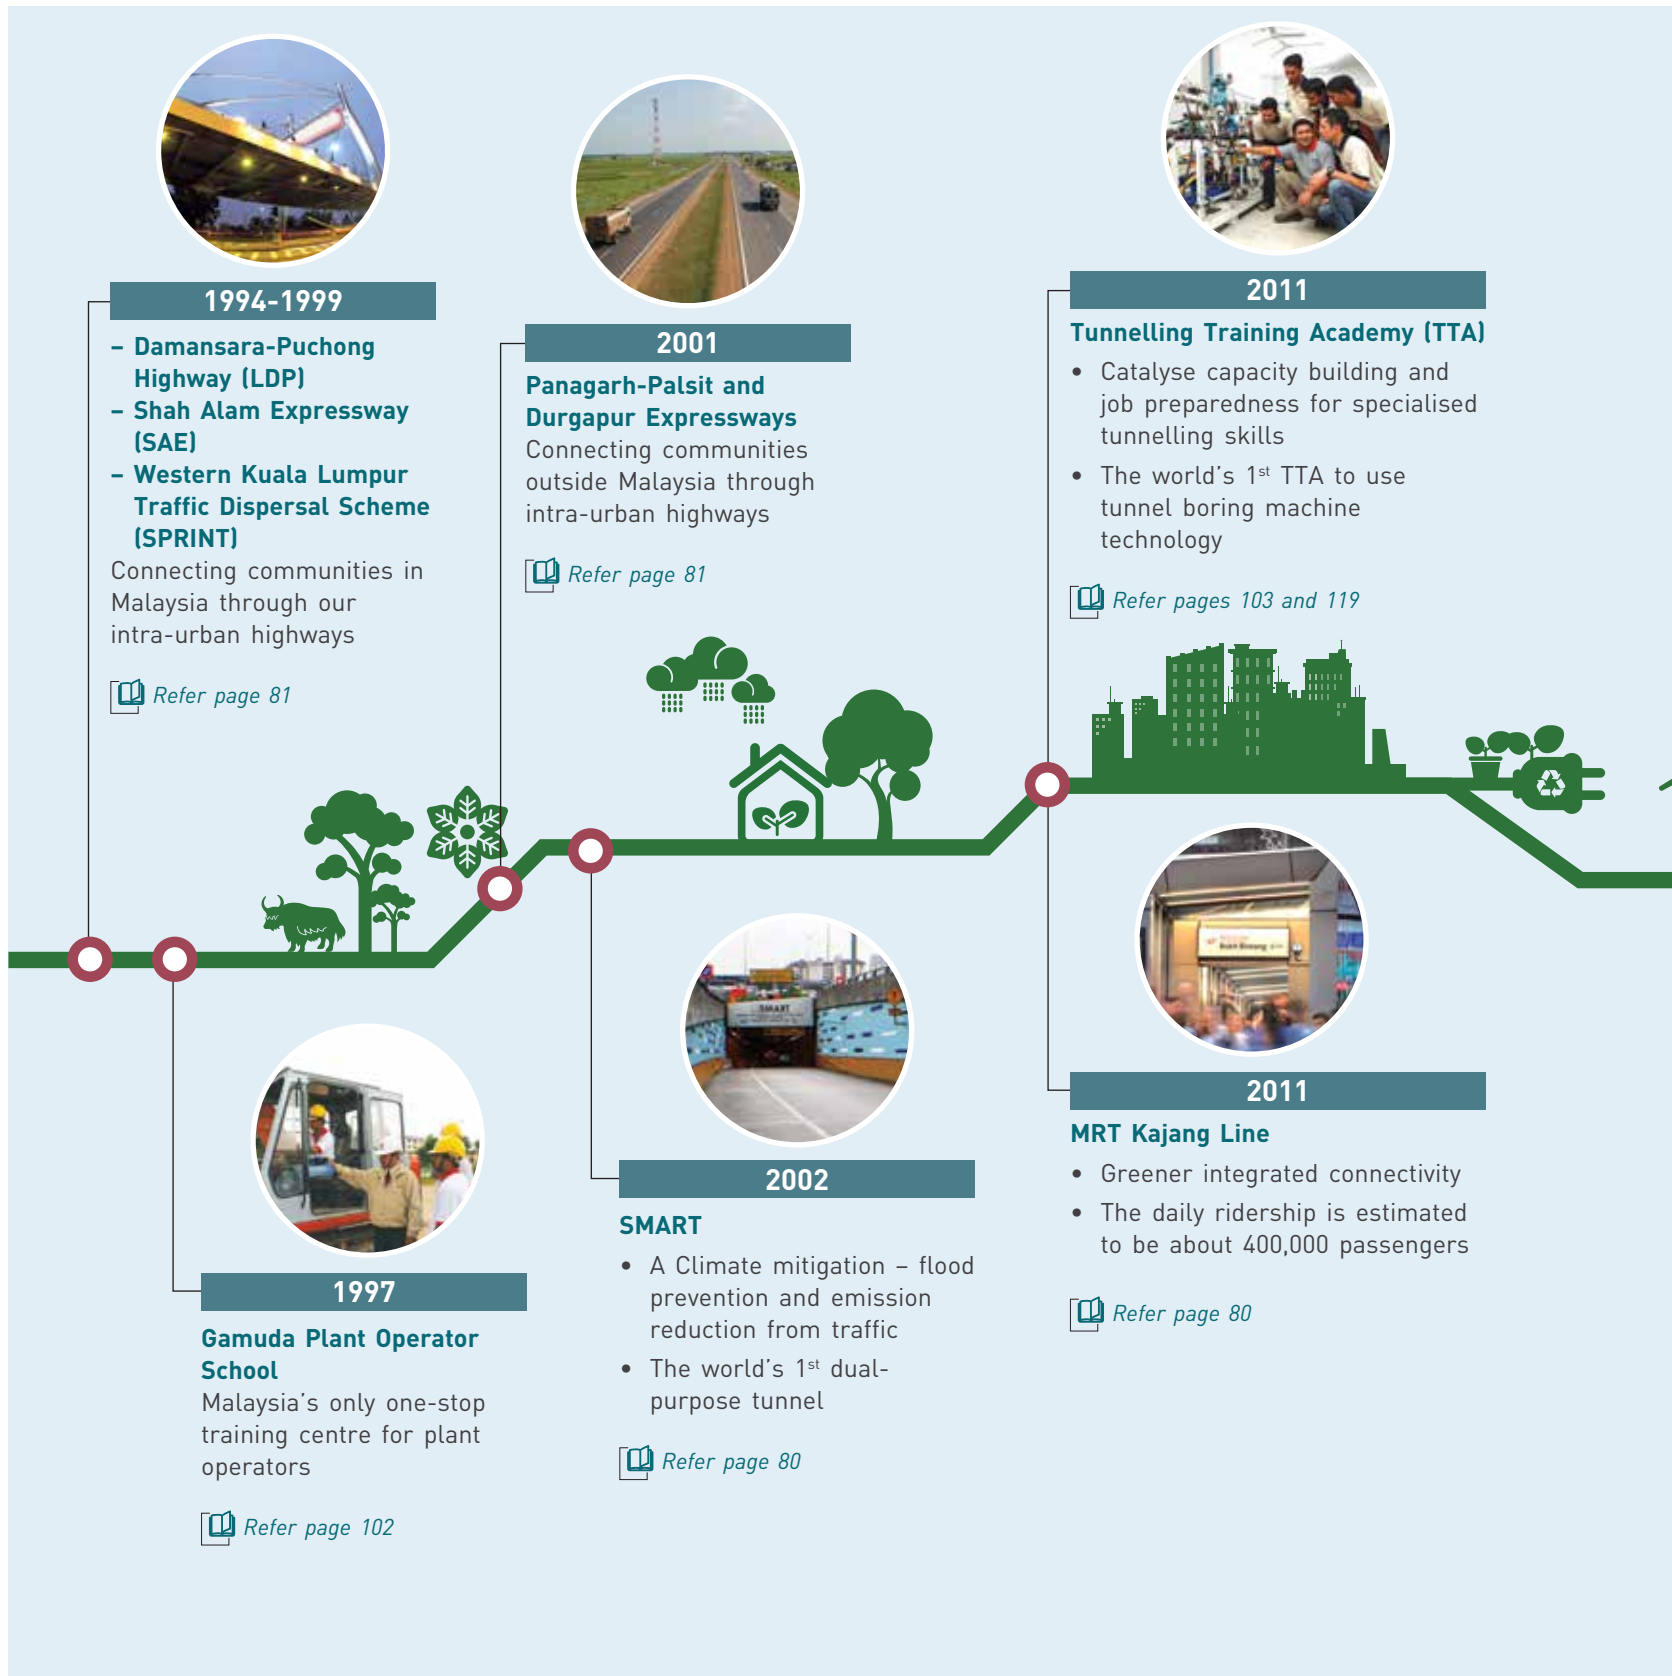 1994-1999
– Damansara-Puchong
Highway (LDP)
– Shah Alam Expressway
(SAE)
– Western Kuala Lumpur
Traffic Dispersal Scheme
(SPRINT)
Connecting communities in
Malaysia through our
intra-urban highways
Refer page 81
1997
Gamuda Plant Operator
School
Malaysia's only one-stop
training centre for plant
operators
Refer page 102
2001
Panagarh-Palsit and
Durgapur Expressways
Connecting communities
outside Malaysia through
intra-urban highways
Refer page 81
SMART
2002
SMART
• A Climate mitigation – flood
prevention and emission
reduction from traffic
• The world's 1st dual-
purpose tunnel
Refer page 80
2011
Tunnelling Training Academy (TTA)
• Catalyse capacity building and
job preparedness for specialised
tunnelling skills
• The world's 1st TTA to use
tunnel boring machine
technology
Refer pages 103 and 119
2011
MRT Kajang Line
• Greener integrated connectivity
• The daily ridership is estimated
to be about 400,000 passengers
Refer page 80